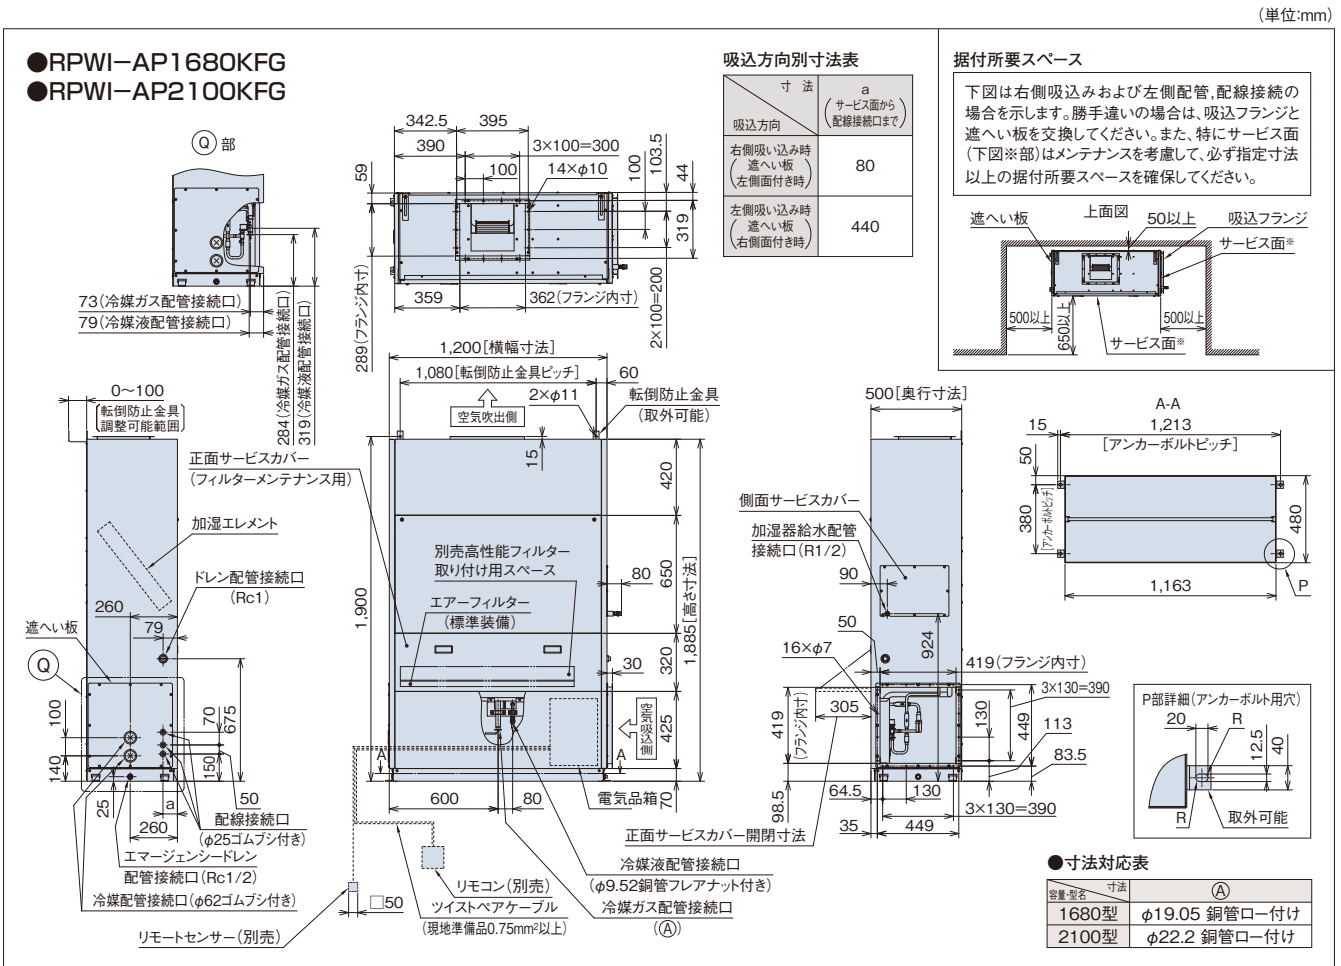 (単位:mm)
●RPWI−AP1680KFG
●RPWI−AP2100KFG
Q 部
73(冷媒ガス配管接続口)
79(冷媒液配管接続口)
284(冷媒ガス配管接続口)
319(冷媒液配管接続口)
342.5
395
390
3×100=300
100
14×φ10
59
100
103.5
44
319
289(フランジ内寸)
359
362(フランジ内寸)
2×100=200
吸込方向別寸法表
寸 法
吸込方向
a
(サービス面から
配線接続口まで)
右側吸い込み時
(遮へい板
左側面付き時)
80
左側吸い込み時
(遮へい板
右側面付き時)
440
据付所要スペース
下図は右側吸込みおよび左側配管,配線接続の
場合を示します。勝手違いの場合は、吸込フランジと
遮へい板を交換してください。また、特にサービス面
(下図※部)はメンテナンスを考慮して、必ず指定寸法
以上の据付所要スペースを確保してください。
遮へい板
上面図
50以上
吸込フランジ
サービス面※
500以上
650以上
500以上
サービス面※
0〜100
[転倒防止金具
調整可能範囲]
加湿エレメント
ドレン配管接続口
(Rc1)
260
79
遮へい板
Q
100
140
70
675
150
25
a
50
260
配線接続口
(φ25ゴムブシ付き)
エマージェンシードレン
配管接続口(Rc1/2)
冷媒配管接続口(φ62ゴムブシ付き)
1,200[横幅寸法]
1,080[転倒防止金具ピッチ]
60
空気吹出側
2×φ11
転倒防止金具
(取外可能)
正面サービスカバー
(フィルターメンテナンス用)
15
420
別売高性能フィルター
取り付け用スペース
650
80
エアーフィルター
(標準装備)
1,900
1,885[高さ寸法]
320
30
空気吸込側
425
A
A
600
80
70
電気品箱
正面サービスカバー開閉寸法
冷媒液配管接続口
(φ9.52銅管フレアナット付き)
冷媒ガス配管接続口
(A)
リモコン(別売)
ツイストペアケーブル
(現地準備品0.75mm²以上)
□50
リモートセンサー(別売)
500[奥行寸法]
側面サービスカバー
加湿器給水配管
接続口(R1/2)
90
50
924
16×φ7
419(フランジ内寸)
305
3×130=390
130
449
113
83.5
419
(フランジ内寸)
98.5
64.5
130
3×130=390
35
449
A-A
15
1,213
[アンカーボルトピッチ]
50
380
[アンカーボルトピッチ]
480
1,163
P
P部詳細(アンカーボルト用穴)
20
R
12.5
40
R
取外可能
●寸法対応表
寸法
容量・型名
A
1680型
φ19.05 銅管ロー付け
2100型
φ22.2 銅管ロー付け